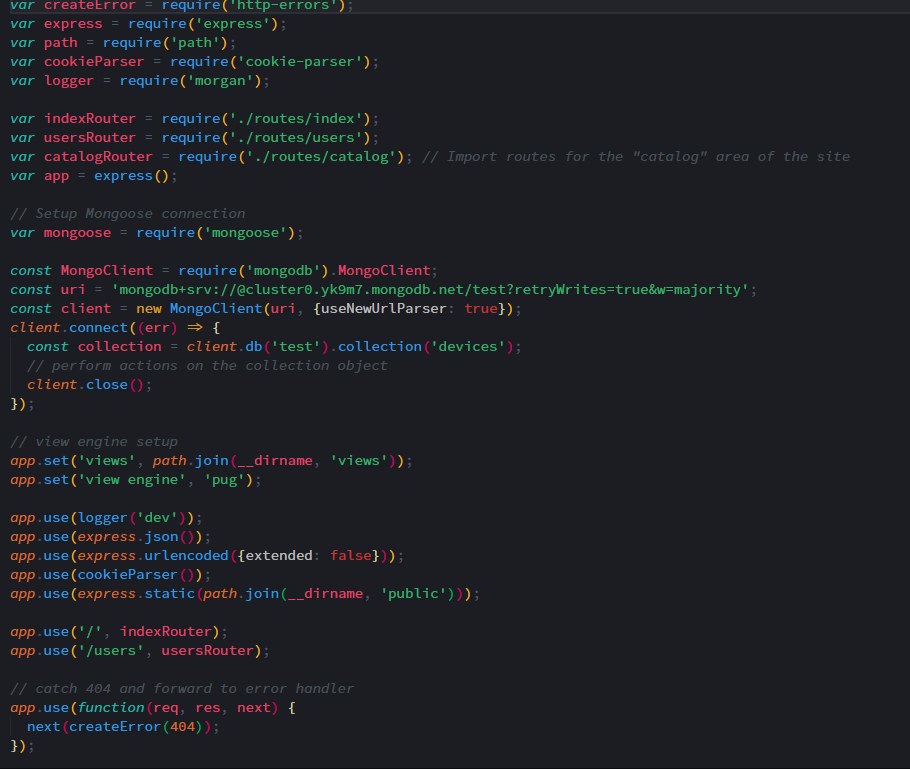 var createError = require('http-errors');
var express = require('express');
var path = require('path');
var cookieParser = require('cookie-parser');
var logger = require('morgan');
var indexRouter = require('./routes/index');
var usersRouter = require('./routes/users');
var catalogRouter = require('./routes/catalog'); // Import routes for the "catalog" area of the site
var app = express();
// Setup Mongoose connection
var mongoose = require('mongoose');
const MongoClient = require('mongodb').MongoClient;
const uri = 'mongodb+srv://@cluster0.yk9m7.mongodb.net/test?retryWrites=true&w=majority';
const client = new MongoClient(uri, {useNewUrlParser: true});
client.connect((err) => {
  const collection = client.db('test').collection('devices');
  // perform actions on the collection object
  client.close();
});
// view engine setup
app.set('views', path.join(__dirname, 'views'));
app.set('view engine', 'pug');
app.use(logger('dev'));
app.use(express.json());
app.use(express.urlencoded({extended: false}));
app.use(cookieParser());
app.use(express.static(path.join(__dirname, 'public')));
app.use('/', indexRouter);
app.use('/users', usersRouter);
// catch 404 and forward to error handler
app.use(function(req, res, next) {
  next(createError(404));
});